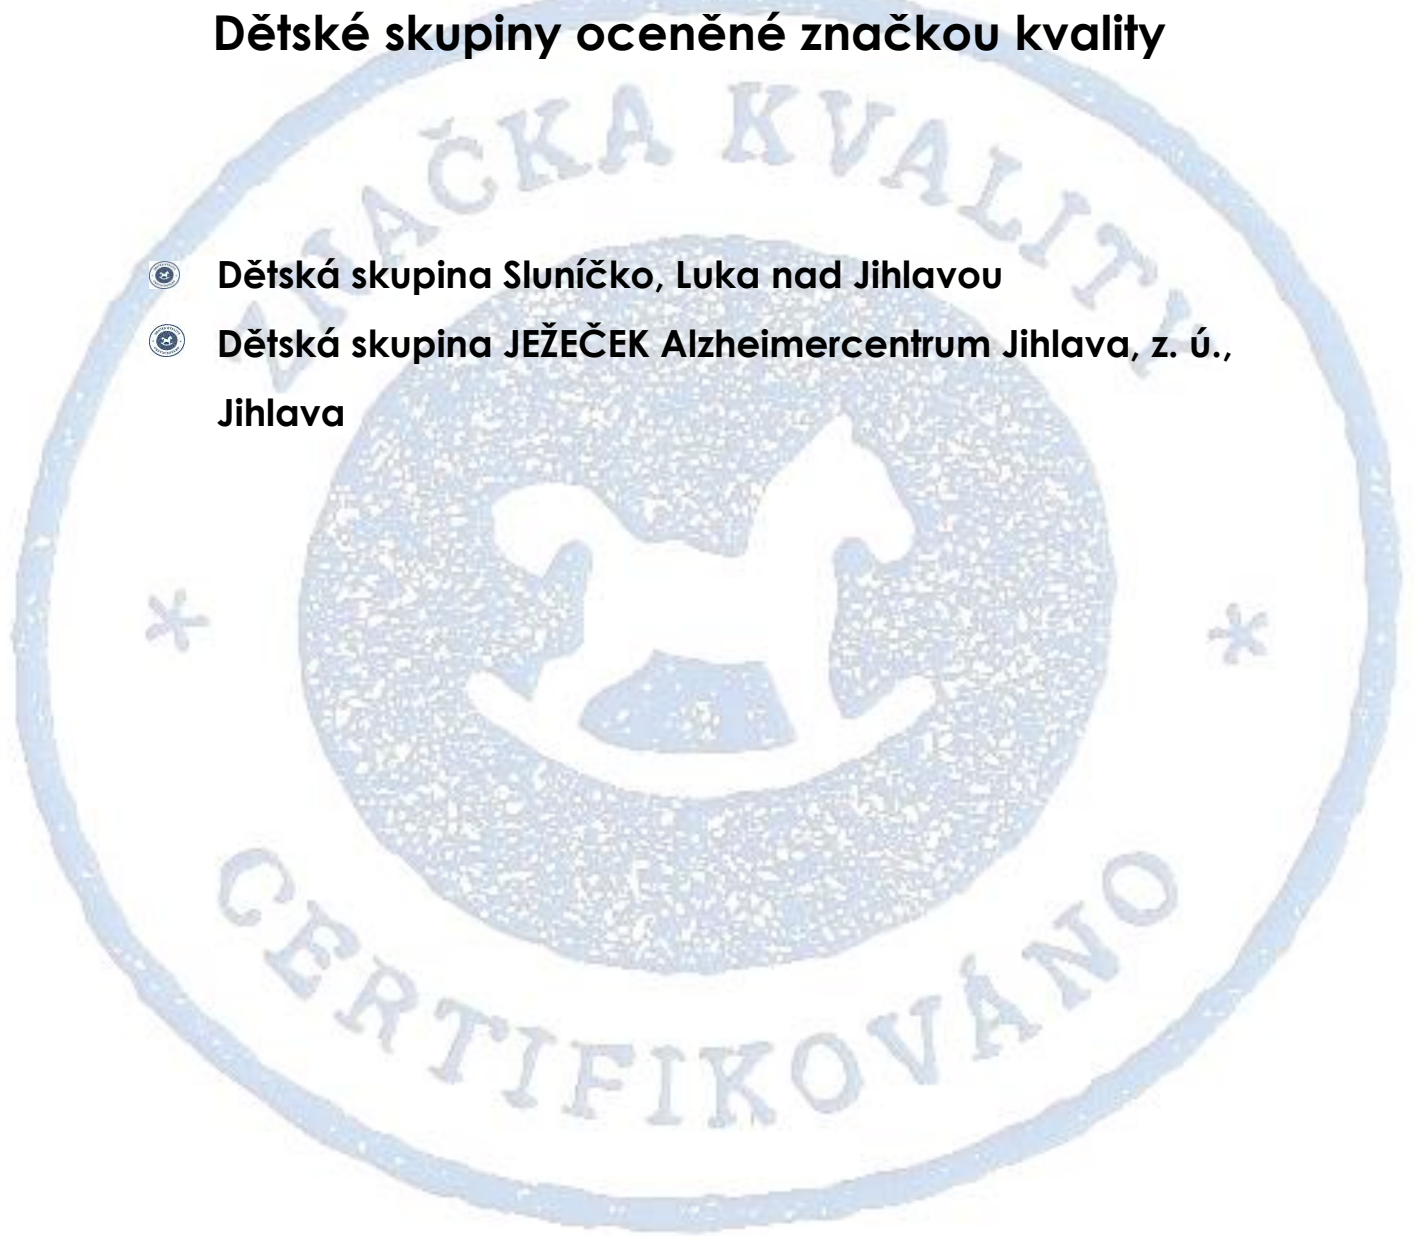 Dětské skupiny oceněné značkou kvality
ZNAČKA KVALITY
Dětská skupina Sluníčko, Luka nad Jihlavou
Dětská skupina JEŽEČEK Alzheimercentrum Jihlava, z. ú.,
Jihlava
CERTIFIKOVÁNO